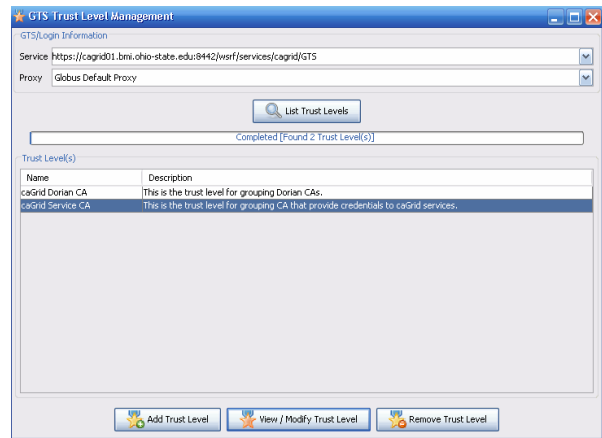 GTS Trust Level Management
GTS/Login Information
Service https://cagrid01.bmi.ohio-state.edu:8442/wsrf/services/cagrid/GTS
Proxy Globus Default Proxy
List Trust Levels
Completed [Found 2 Trust Level(s)]
Trust Level(s)
Name Description
caGrid Dorian CA This is the trust level for grouping Dorian CAs.
caGrid Service CA This is the trust level for grouping CA that provide credentials to caGrid services.
Add Trust Level View / Modify Trust Level Remove Trust Level